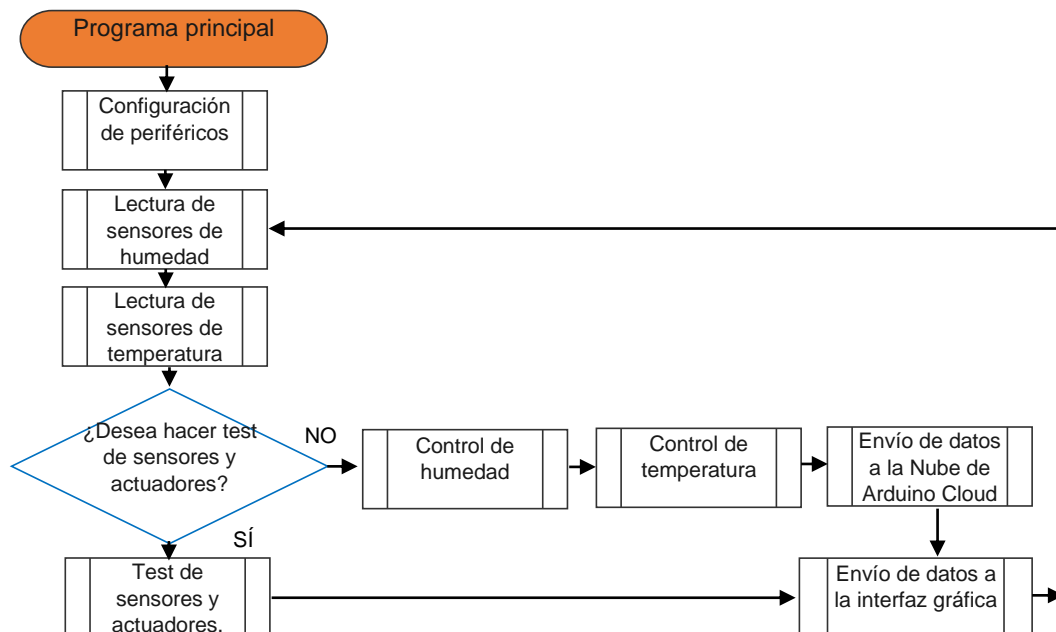 Programa principal
Configuración
de periféricos
Lectura de
sensores de
humedad
Lectura de
sensores de
temperatura
¿Desea hacer test
de sensores y
actuadores?
NO
Control de
humedad
Control de
temperatura
Envío de datos
a la Nube de
Arduino Cloud
SÍ
Test de
sensores y
actuadores.
Envío de datos a
la interfaz gráfica